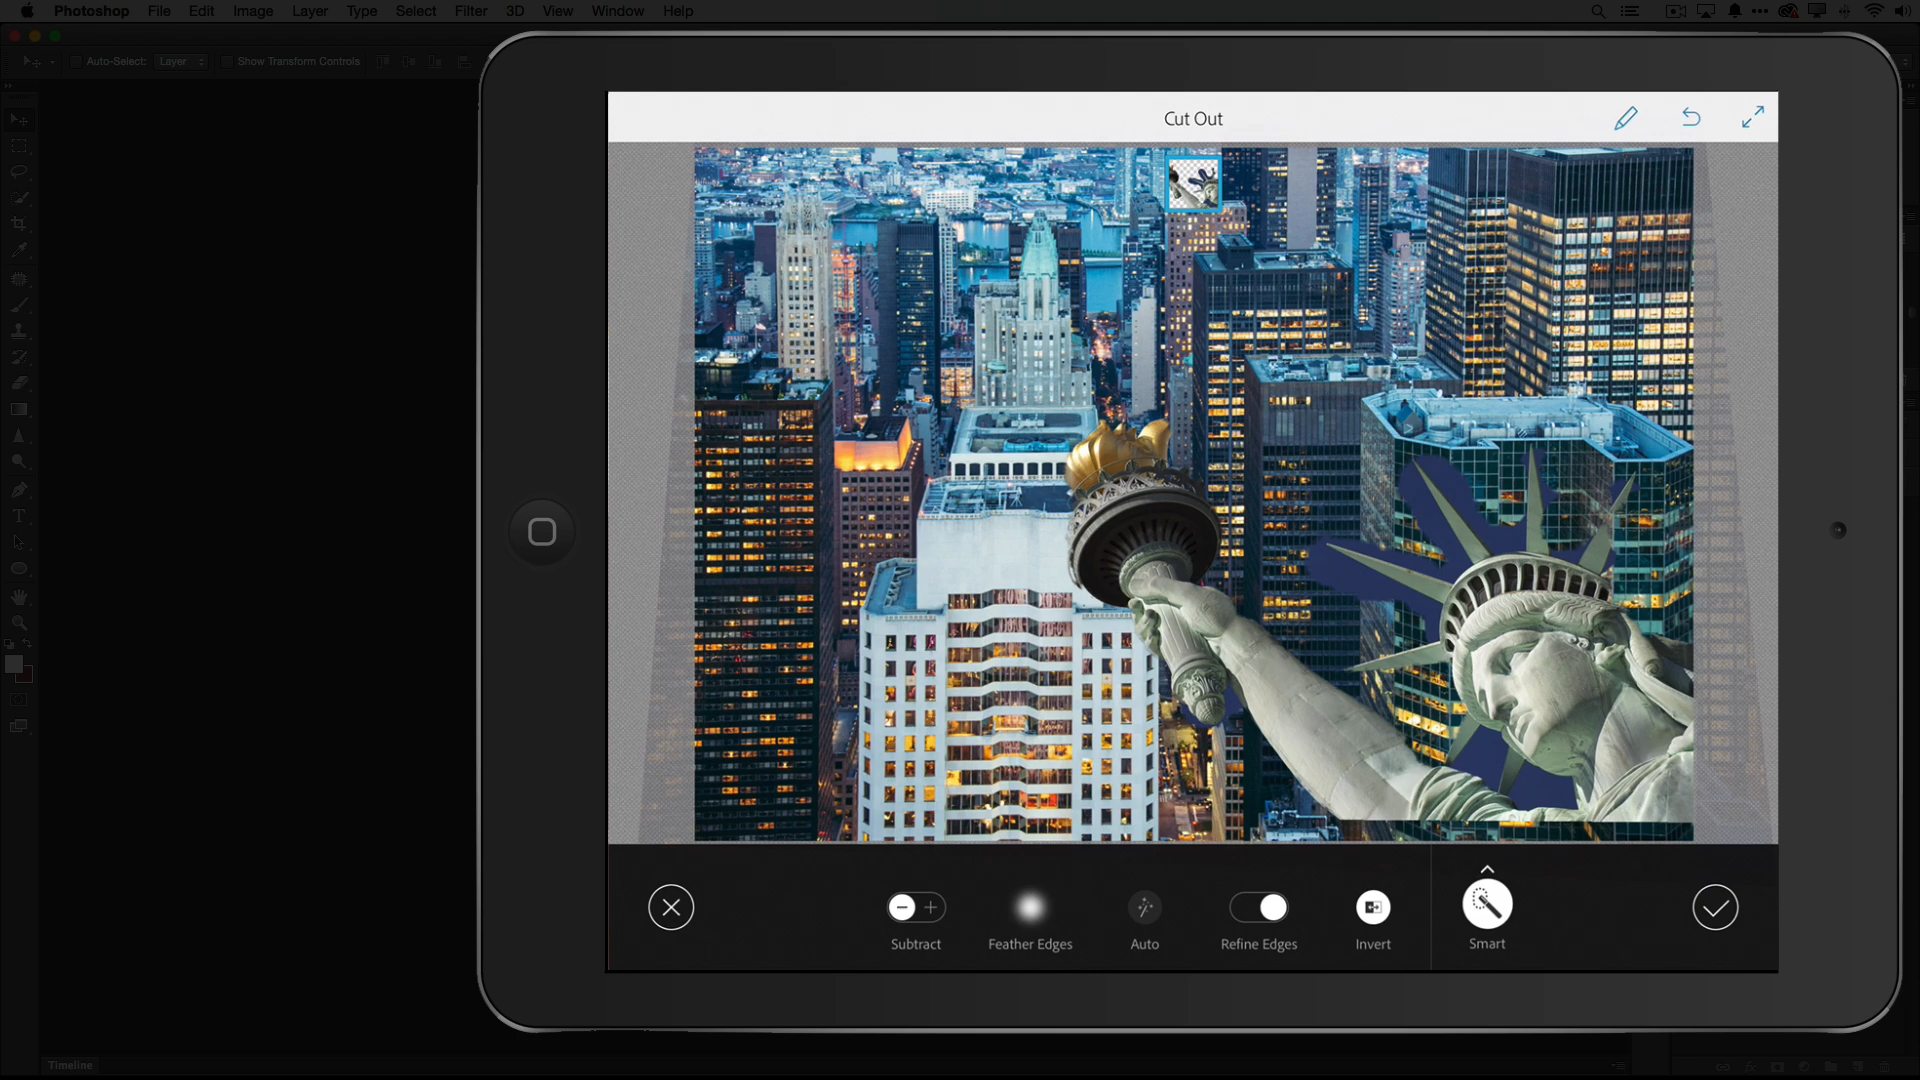 Photoshop File Edit Image Layer Type Select Filter 3D View Window Help
Auto-Select: Layer Show Transform Controls
Cut Out
Subtract Feather Edges Auto Refine Edges Invert Smart
Timeline